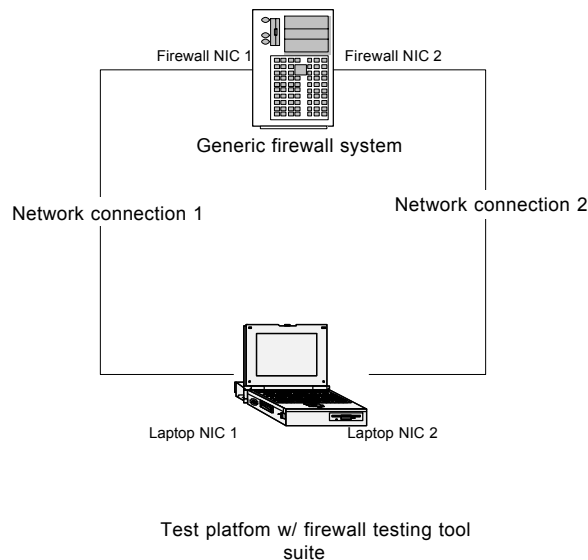 Firewall NIC 1
Firewall NIC 2
Generic firewall system
Network connection 1
Network connection 2
Laptop NIC 1
Laptop NIC 2
Test platfom w/ firewall testing tool
suite